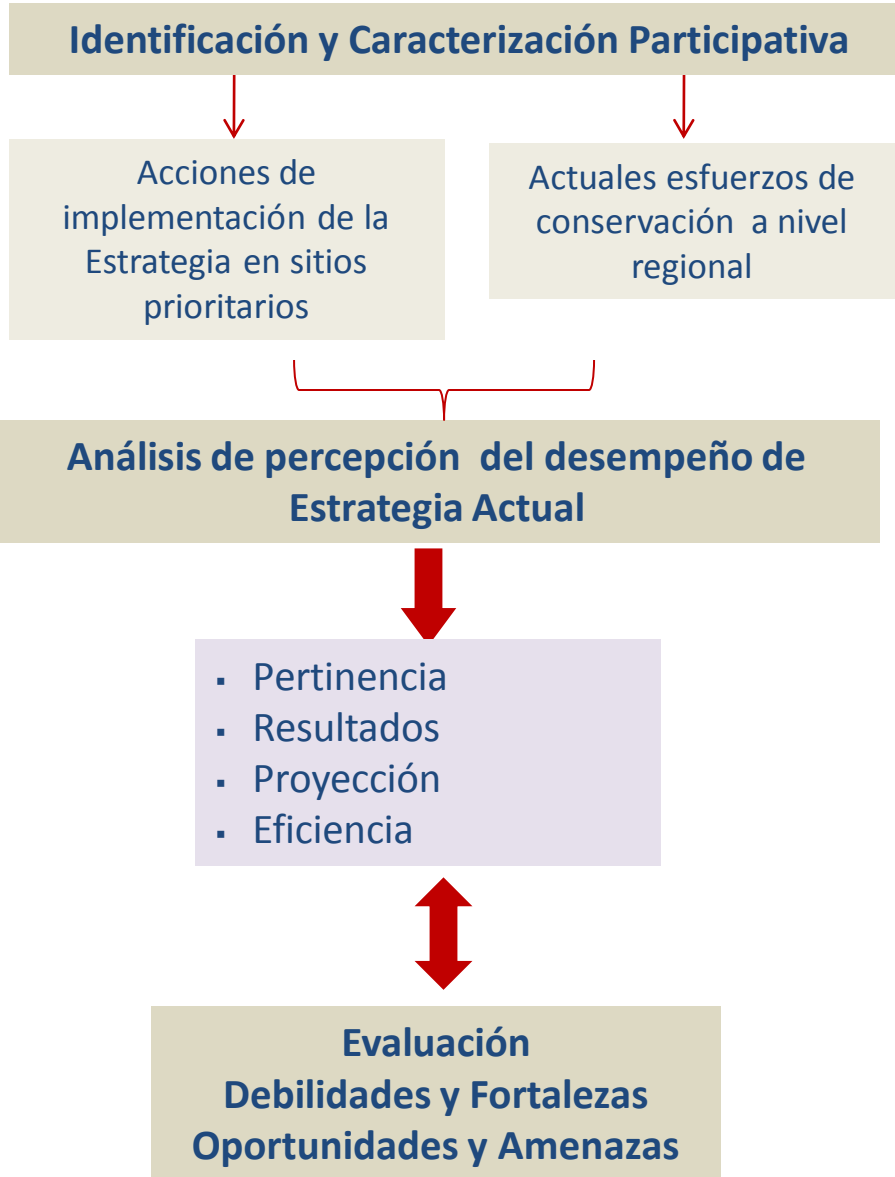 Identificación y Caracterización Participativa
Acciones de
implementación de la
Estrategia en sitios
prioritarios
Actuales esfuerzos de
conservación a nivel
regional
Análisis de percepción del desempeño de
Estrategia Actual
▪ Pertinencia
▪ Resultados
▪ Proyección
▪ Eficiencia
Evaluación
Debilidades y Fortalezas
Oportunidades y Amenazas